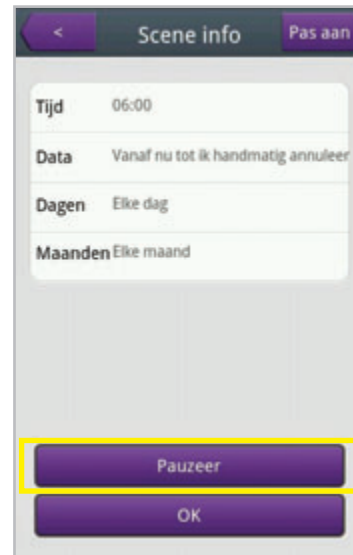 < Scene info Pas aan
Tijd 06:00
Data Vanaf nu tot ik handmatig annuleer
Dagen Elke dag
Maanden Elke maand
Pauzeer
OK